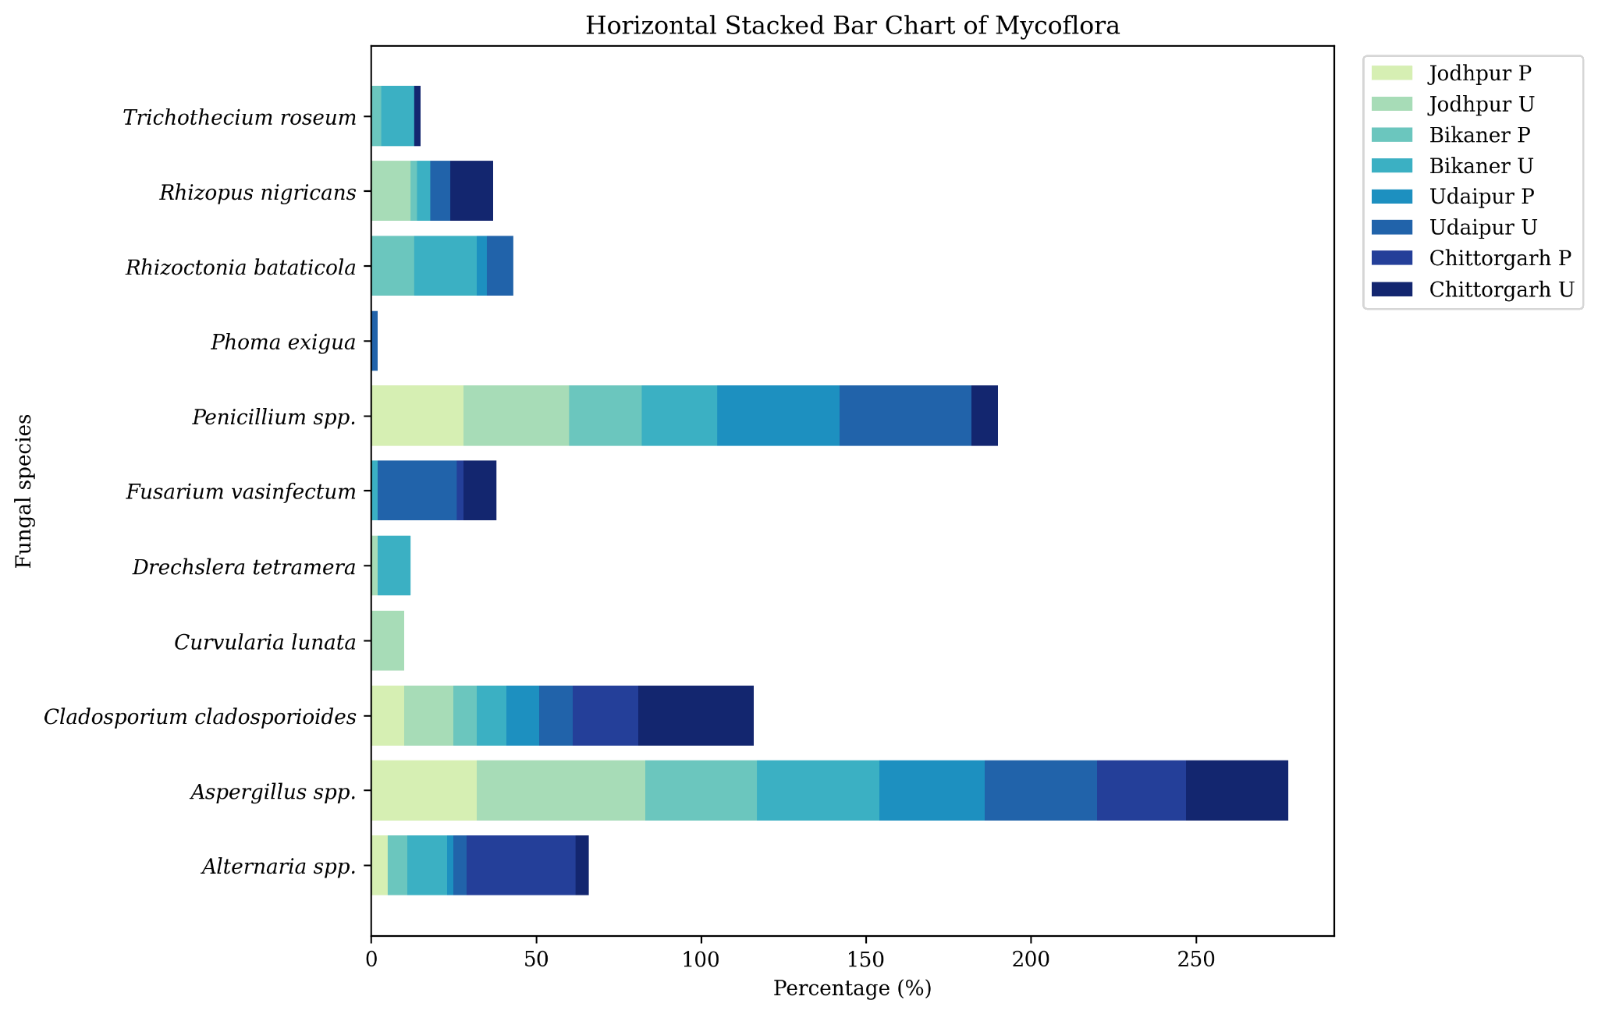 Horizontal Stacked Bar Chart of Mycoflora
Trichothecium roseum
Rhizopus nigricans
Rhizoctonia bataticola
Phoma exigua
Penicillium spp.
Fusarium vasinfectum
Drechslera tetramera
Curvularia lunata
Cladosporium cladosporioides
Aspergillus spp.
Alternaria spp.
Fungal species
0 50 100 150 200 250
Percentage (%)
Jodhpur P
Jodhpur U
Bikaner P
Bikaner U
Udaipur P
Udaipur U
Chittorgarh P
Chittorgarh U